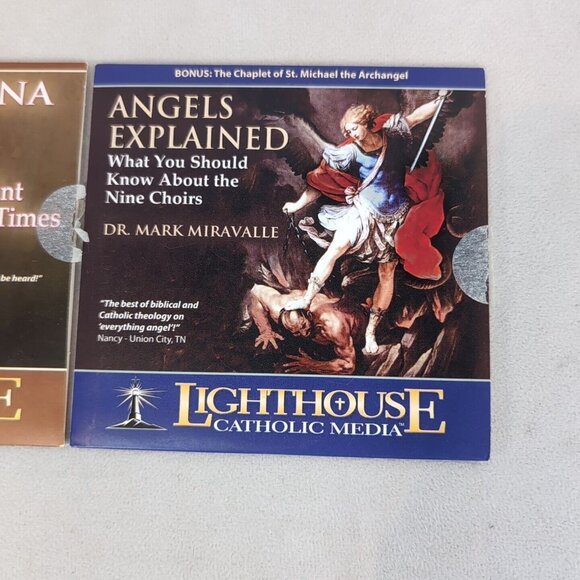 NA
nt
Times
be heard!"
E
BONUS: The Chaplet of St. Michael the Archangel
ANGELS
EXPLAINED
What You Should
Know About the
Nine Choirs
DR. MARK MIRAVALLE
"The best of biblical and
Catholic theology on
'everything angel'!"
Nancy - Union City, TN
LIGHTHOUSE
CATHOLIC MEDIA™